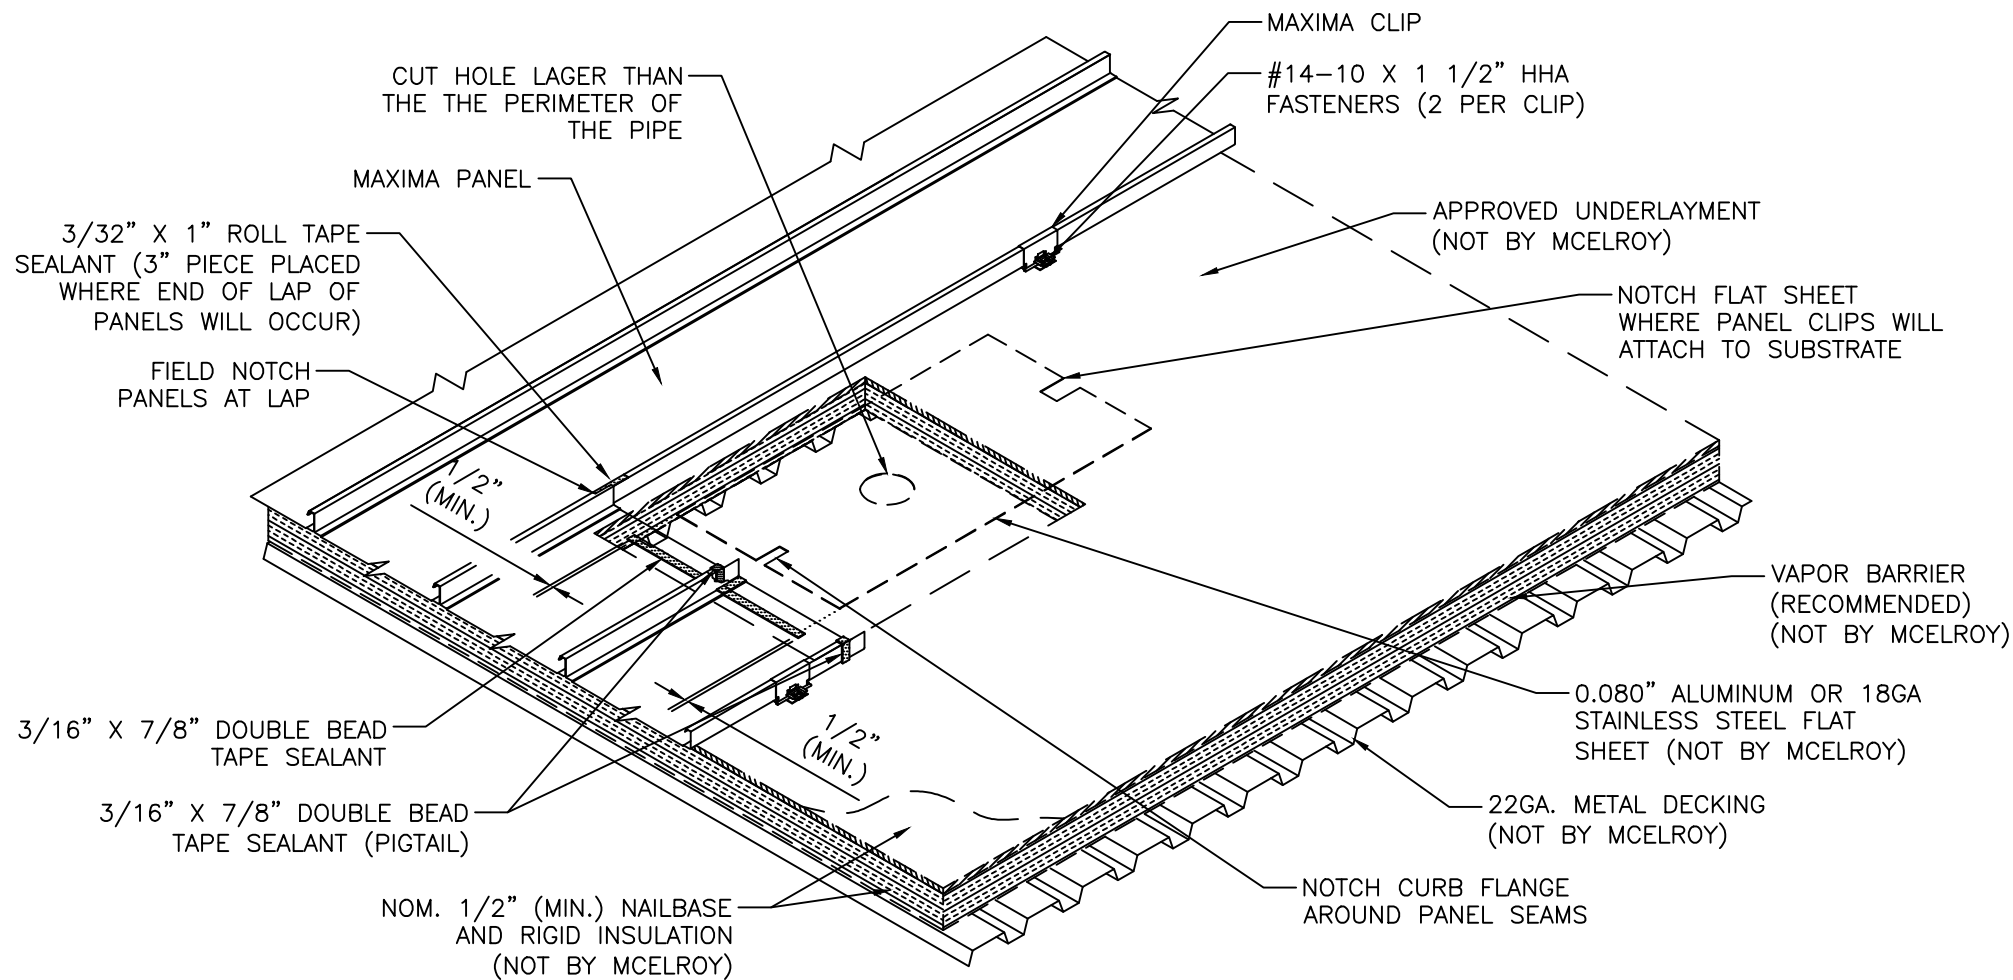 MAXIMA CLIP
#14-10 X 1 1/2" HHA
FASTENERS (2 PER CLIP)
CUT HOLE LAGER THAN
THE THE PERIMETER OF
THE PIPE
MAXIMA PANEL
3/32" X 1" ROLL TAPE
SEALANT (3" PIECE PLACED
WHERE END OF LAP OF
PANELS WILL OCCUR)
FIELD NOTCH
PANELS AT LAP
APPROVED UNDERLAYMENT
(NOT BY MCELROY)
NOTCH FLAT SHEET
WHERE PANEL CLIPS WILL
ATTACH TO SUBSTRATE
1/2"
(MIN.)
VAPOR BARRIER
(RECOMMENDED)
(NOT BY MCELROY)
0.080" ALUMINUM OR 18GA
STAINLESS STEEL FLAT
SHEET (NOT BY MCELROY)
3/16" X 7/8" DOUBLE BEAD
TAPE SEALANT
1/2"
(MIN.)
3/16" X 7/8" DOUBLE BEAD
TAPE SEALANT (PIGTAIL)
22GA. METAL DECKING
(NOT BY MCELROY)
NOTCH CURB FLANGE
AROUND PANEL SEAMS
NOM. 1/2" (MIN.) NAILBASE
AND RIGID INSULATION
(NOT BY MCELROY)